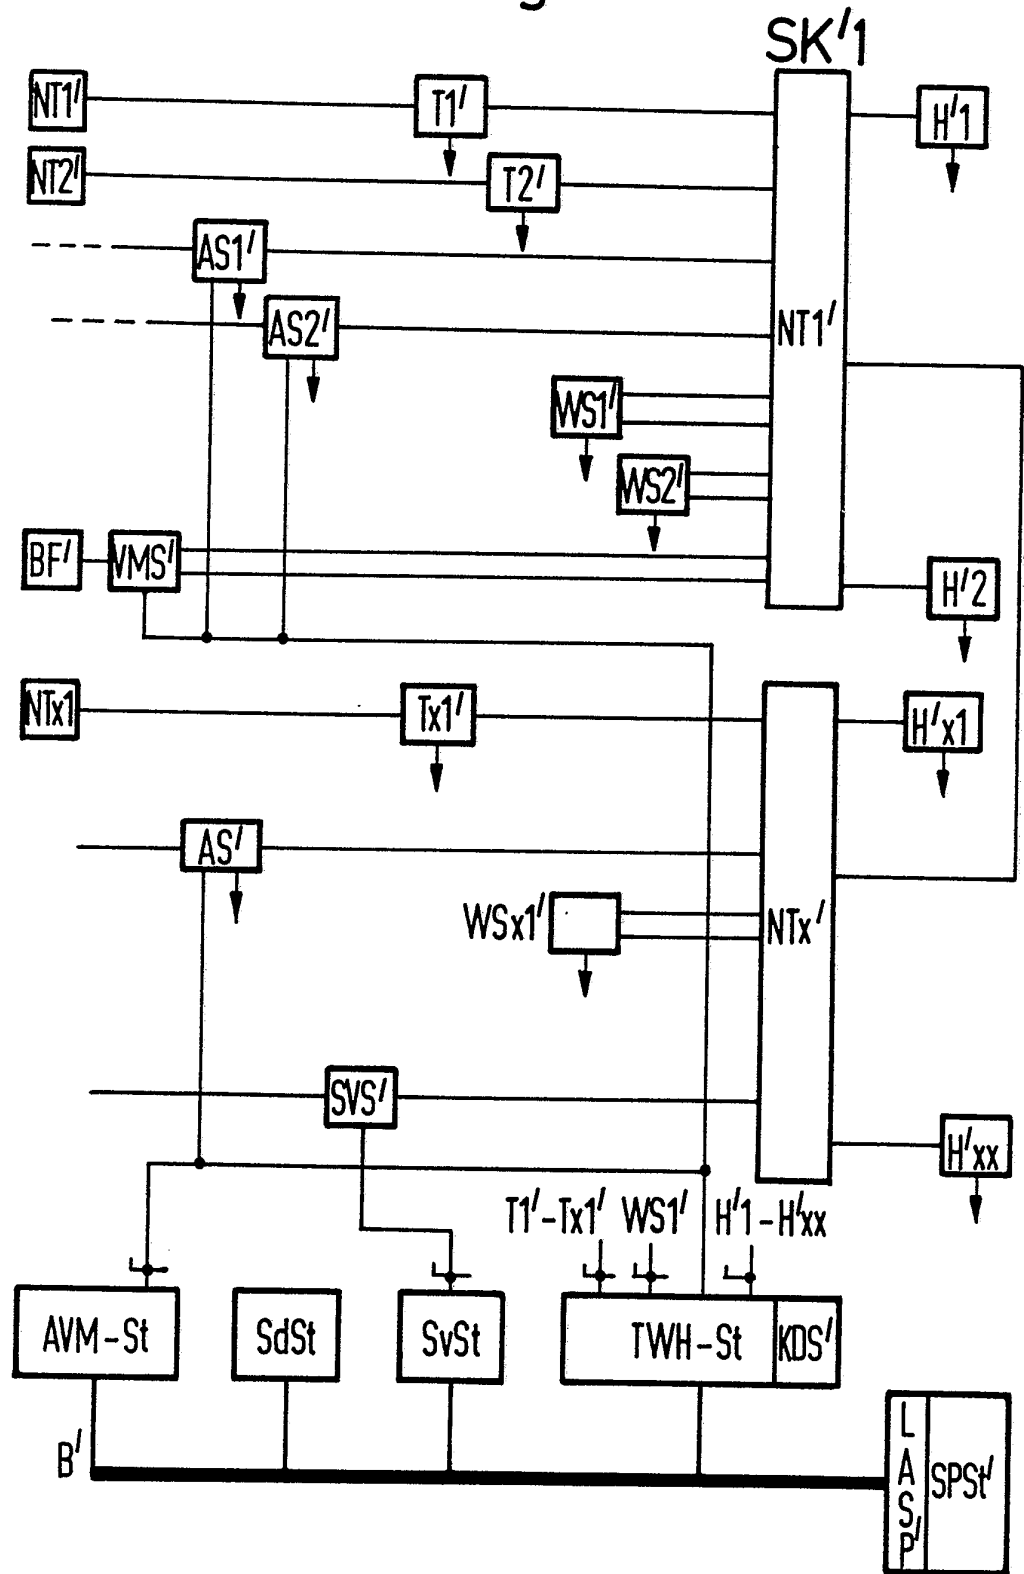 SK'1
NT1' T1' H'1
NT2' T2'
AS1'
AS2' NT1'
WS1'
WS2'
BF' VMS' H'2
NTx1 Tx1' H'x1
AS'
WSx1' NTx'
SVS'
H'xx
T1'-Tx1' WS1' H'1-H'xx
AVM-St SdSt SvSt TWH-St KDS'
B' LASP' SPSt'